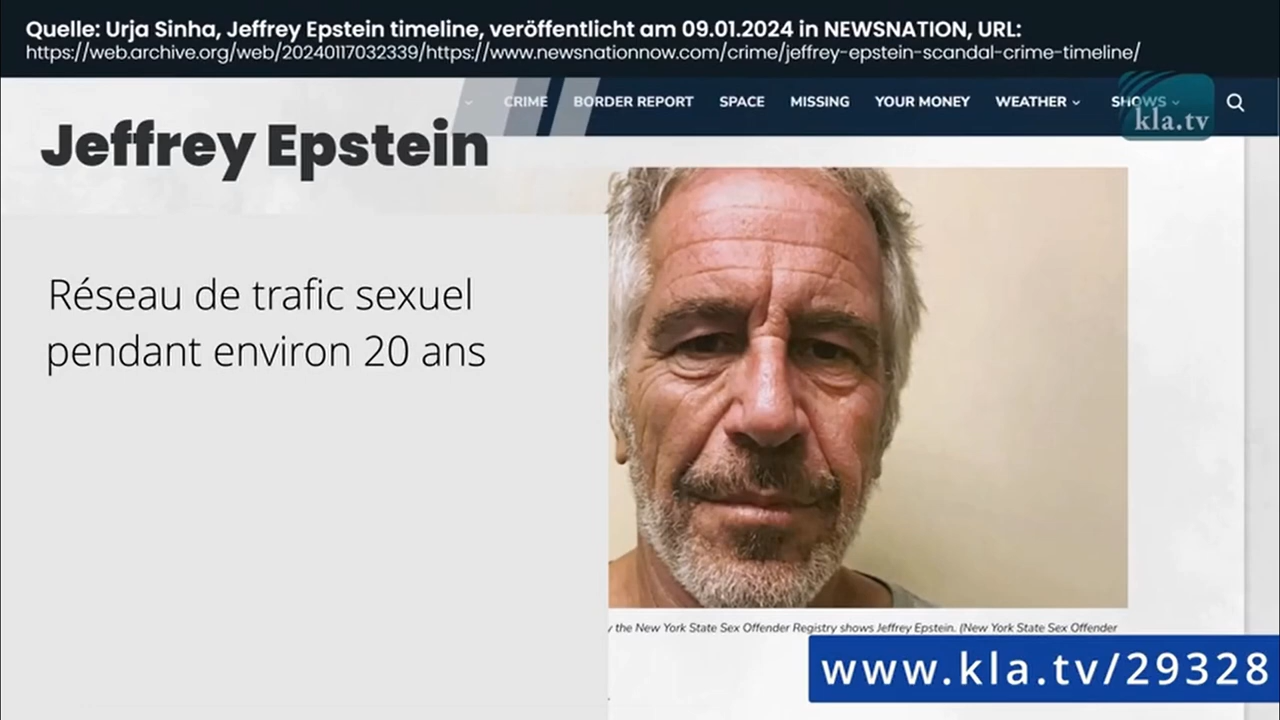 Quelle: Urja Sinha, Jeffrey Epstein timeline, veröffentlicht am 09.01.2024 in NEWSNATION, URL:
https://web.archive.org/web/20240117032339/https://www.newsnationnow.com/crime/jeffrey-epstein-scandal-crime-timeline/
CRIME BORDER REPORT SPACE MISSING YOUR MONEY WEATHER SHOWS
kla.tv
Jeffrey Epstein
Réseau de trafic sexuel
pendant environ 20 ans
the New York State Sex Offender Registry shows Jeffrey Epstein. (New York State Sex Offender
www.kla.tv/29328